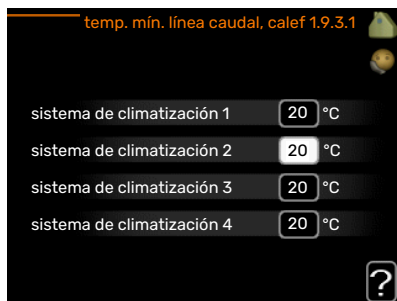 temp. mín. línea caudal, calef 1.9.3.1
sistema de climatización 1 20 °C
sistema de climatización 2 20 °C
sistema de climatización 3 20 °C
sistema de climatización 4 20 °C
?